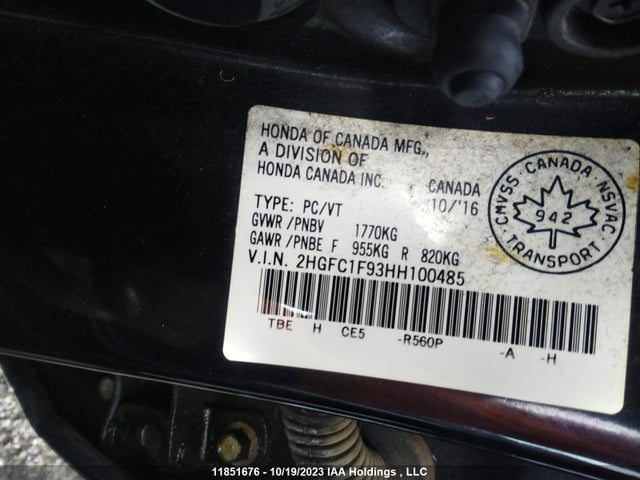 HONDA OF CANADA MFG.,
A DIVISION OF
HONDA CANADA INC.
CANADA
TYPE: PC/VT
10/'16
GVWR/PNBV 1770KG
GAWR/PNBE F 955KG R 820KG
V.I.N. 2HGFC1F93HH100485
TBE H CE5 -R560P -A -H
CMVSS · CANADA · NSVAC
942
TRANSPORT
11851676 - 10/19/2023 IAA Holdings , LLC